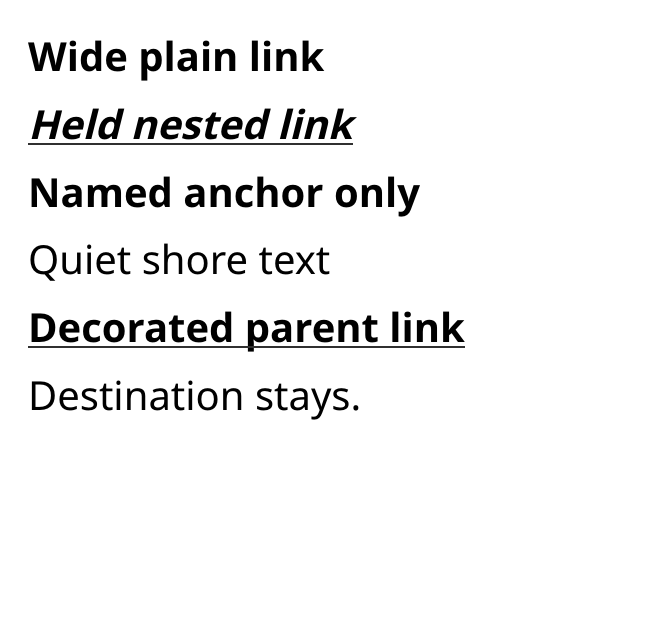 Wide plain link
Held nested link
Named anchor only
Quiet shore text
Decorated parent link
Destination stays.